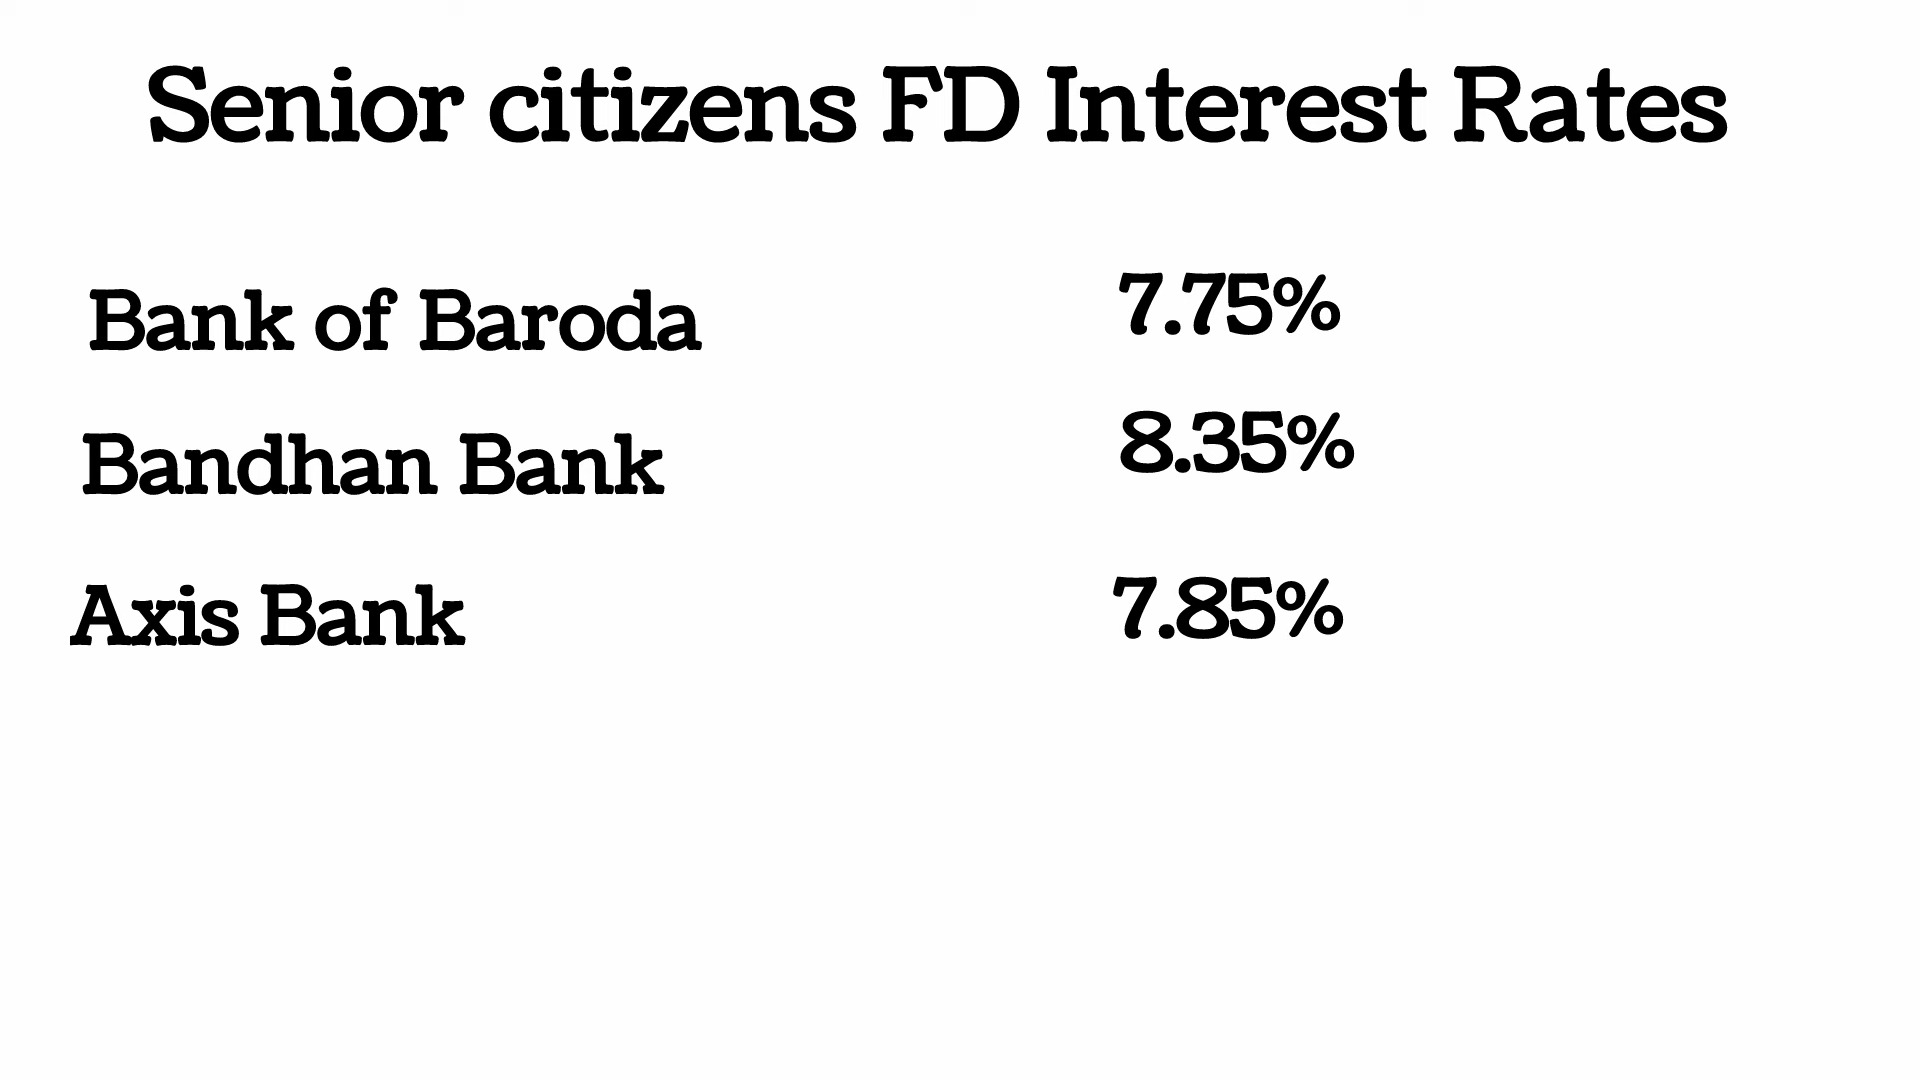 Senior citizens FD Interest Rates
Bank of Baroda 7.75%
Bandhan Bank 8.35%
Axis Bank 7.85%